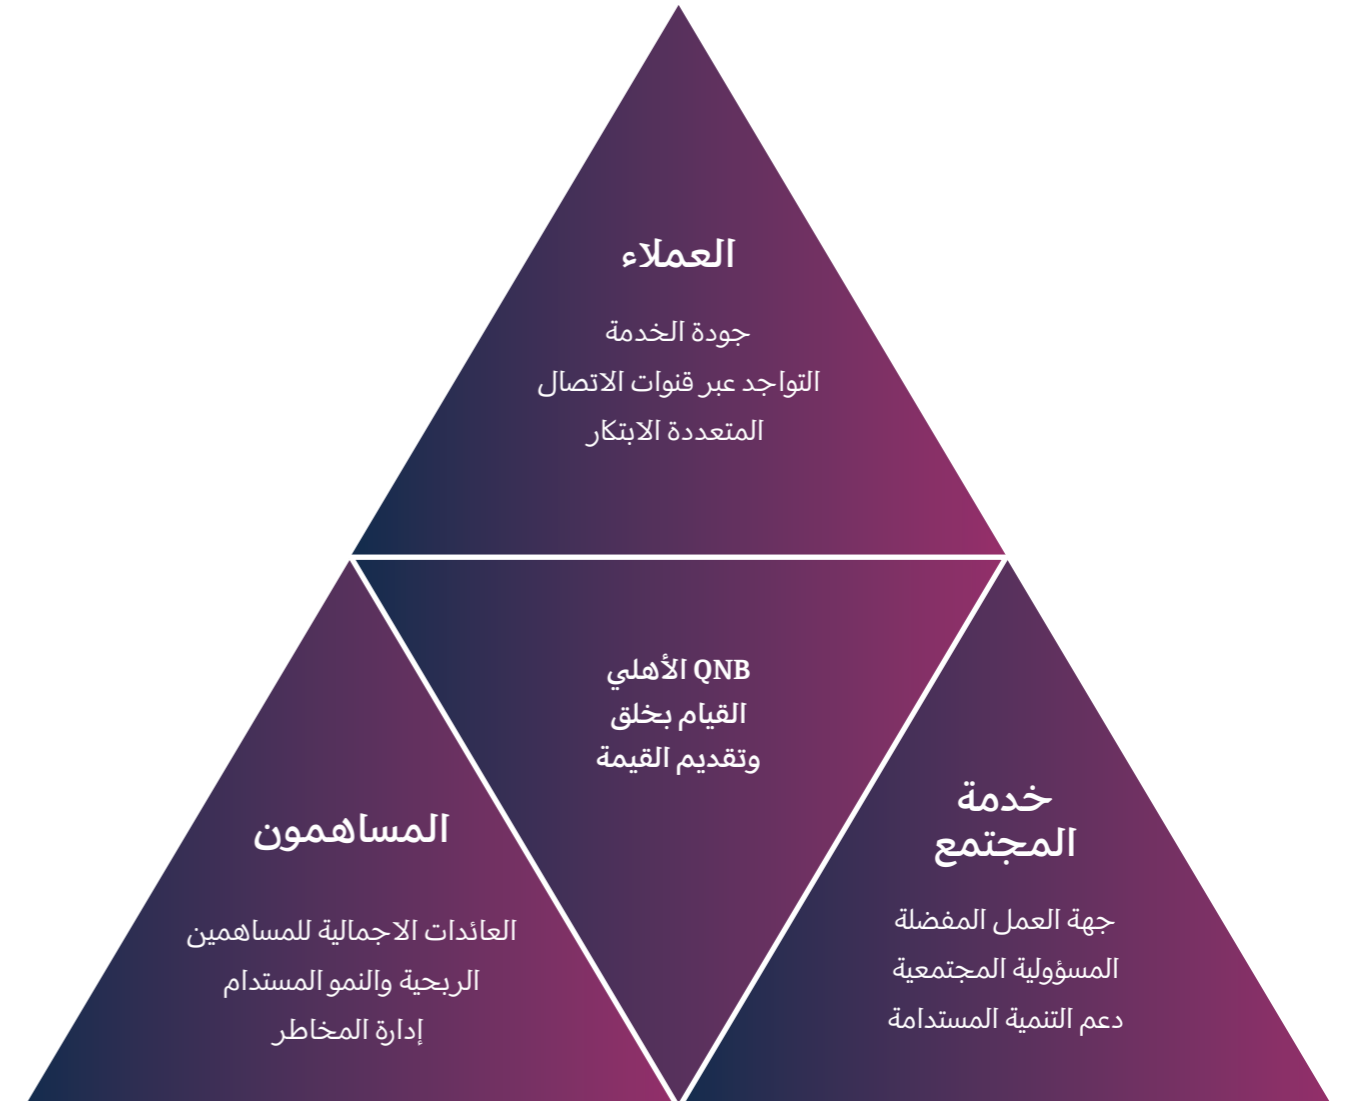 العملاء
جودة الخدمة
التواجد عبر قنوات الاتصال
المتعددة الابتكار
QNB الأهلي
القيام بخلق
وتقديم القيمة
خدمة
المجتمع
جهة العمل المفضلة
المسؤولية المجتمعية
دعم التنمية المستدامة
المساهمون
العائدات الاجمالية للمساهمين
الربحية والنمو المستدام
إدارة المخاطر